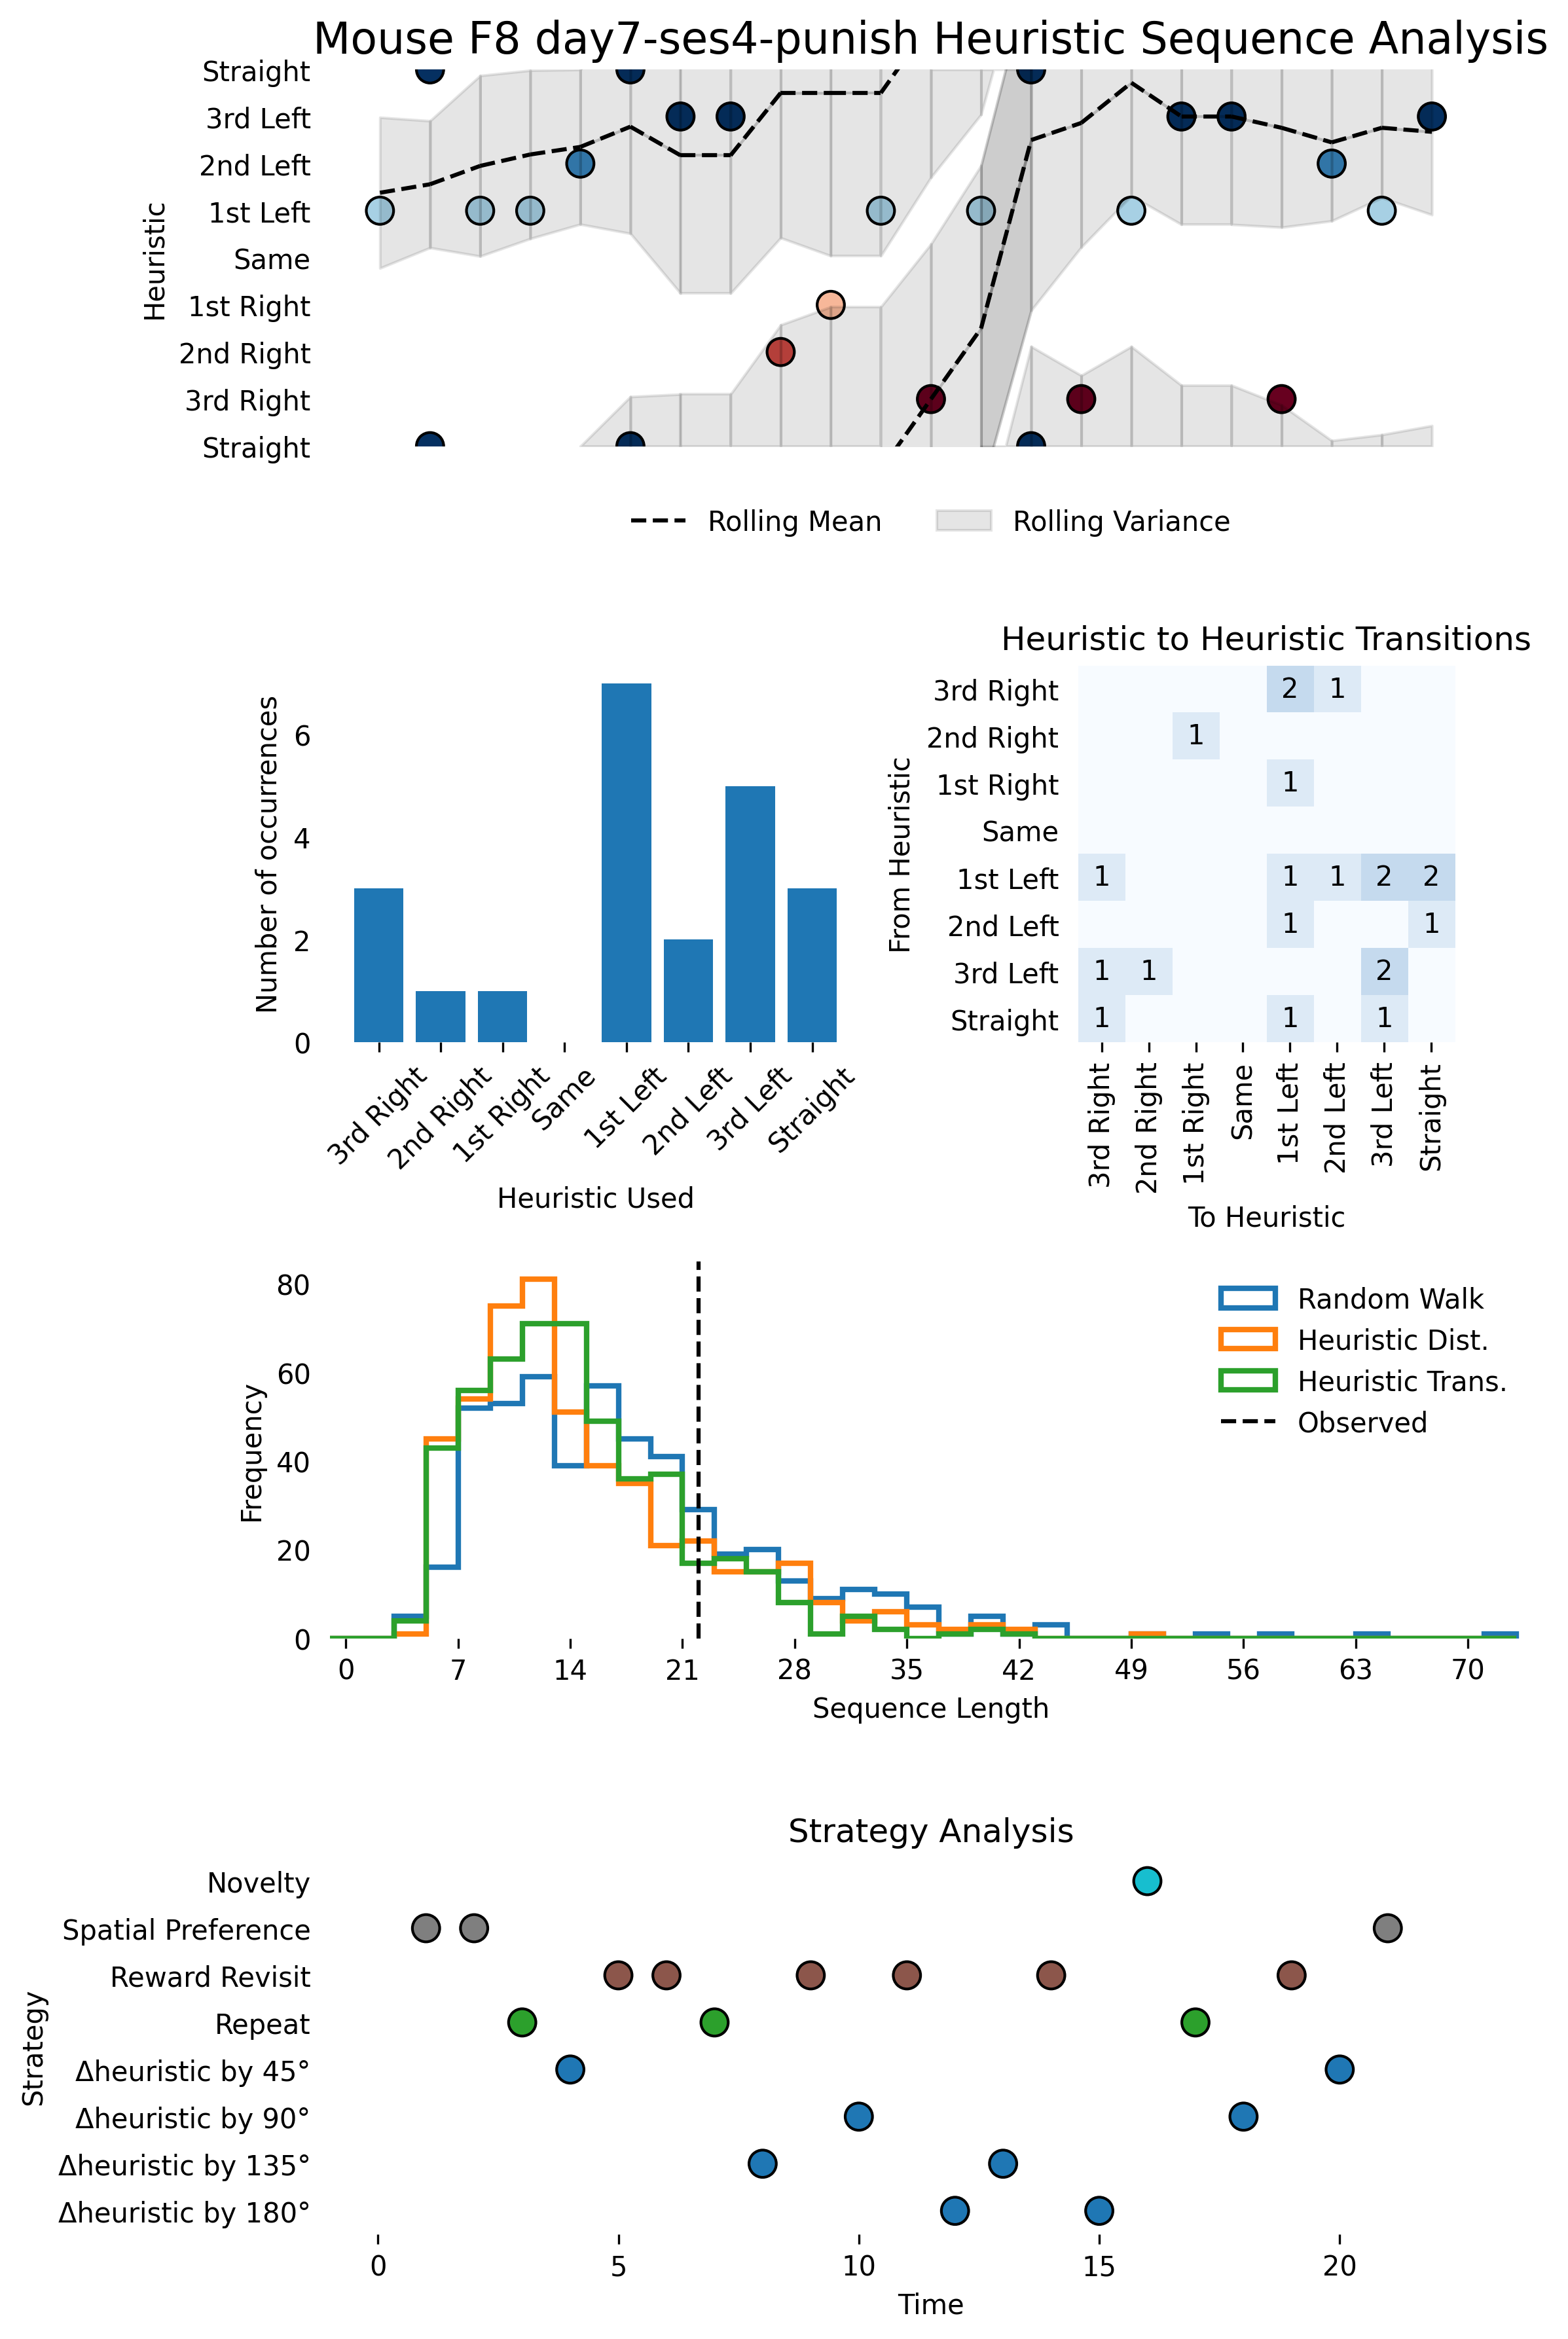 Mouse F8 day7-ses4-punish Heuristic Sequence Analysis
Heuristic
Straight
3rd Left
2nd Left
1st Left
Same
1st Right
2nd Right
3rd Right
Straight
Rolling Mean
Rolling Variance
Number of occurrences
6
4
2
0
3rd Right
2nd Right
1st Right
Same
1st Left
2nd Left
3rd Left
Straight
Heuristic Used
Heuristic to Heuristic Transitions
From Heuristic
3rd Right 2 1
2nd Right 1
1st Right 1
Same
1st Left 1 1 1 2 2
2nd Left 1 1
3rd Left 1 1 2
Straight 1 1 1
3rd Right
2nd Right
1st Right
Same
1st Left
2nd Left
3rd Left
Straight
To Heuristic
Frequency
80
60
40
20
0
0 7 14 21 28 35 42 49 56 63 70
Sequence Length
Random Walk
Heuristic Dist.
Heuristic Trans.
Observed
Strategy Analysis
Strategy
Novelty
Spatial Preference
Reward Revisit
Repeat
Δheuristic by 45°
Δheuristic by 90°
Δheuristic by 135°
Δheuristic by 180°
0 5 10 15 20
Time